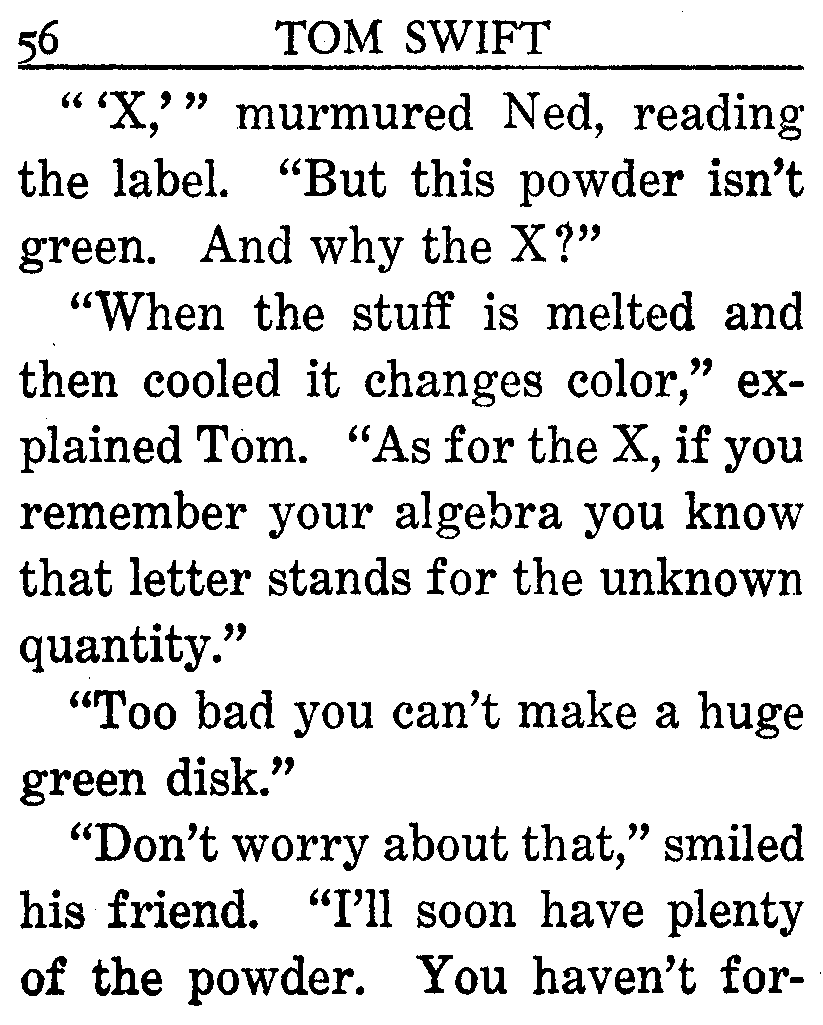 56 TOM SWIFT
“ ‘X,’ ” murmured Ned, reading
the label. “But this powder isn’t
green. And why the X?”
“When the stuff is melted and
then cooled it changes color,” ex-
plained Tom. “As for the X, if you
remember your algebra you know
that letter stands for the unknown
quantity.”
“Too bad you can’t make a huge
green disk.”
“Don’t worry about that,” smiled
his friend. “I’ll soon have plenty
of the powder. You haven’t for-